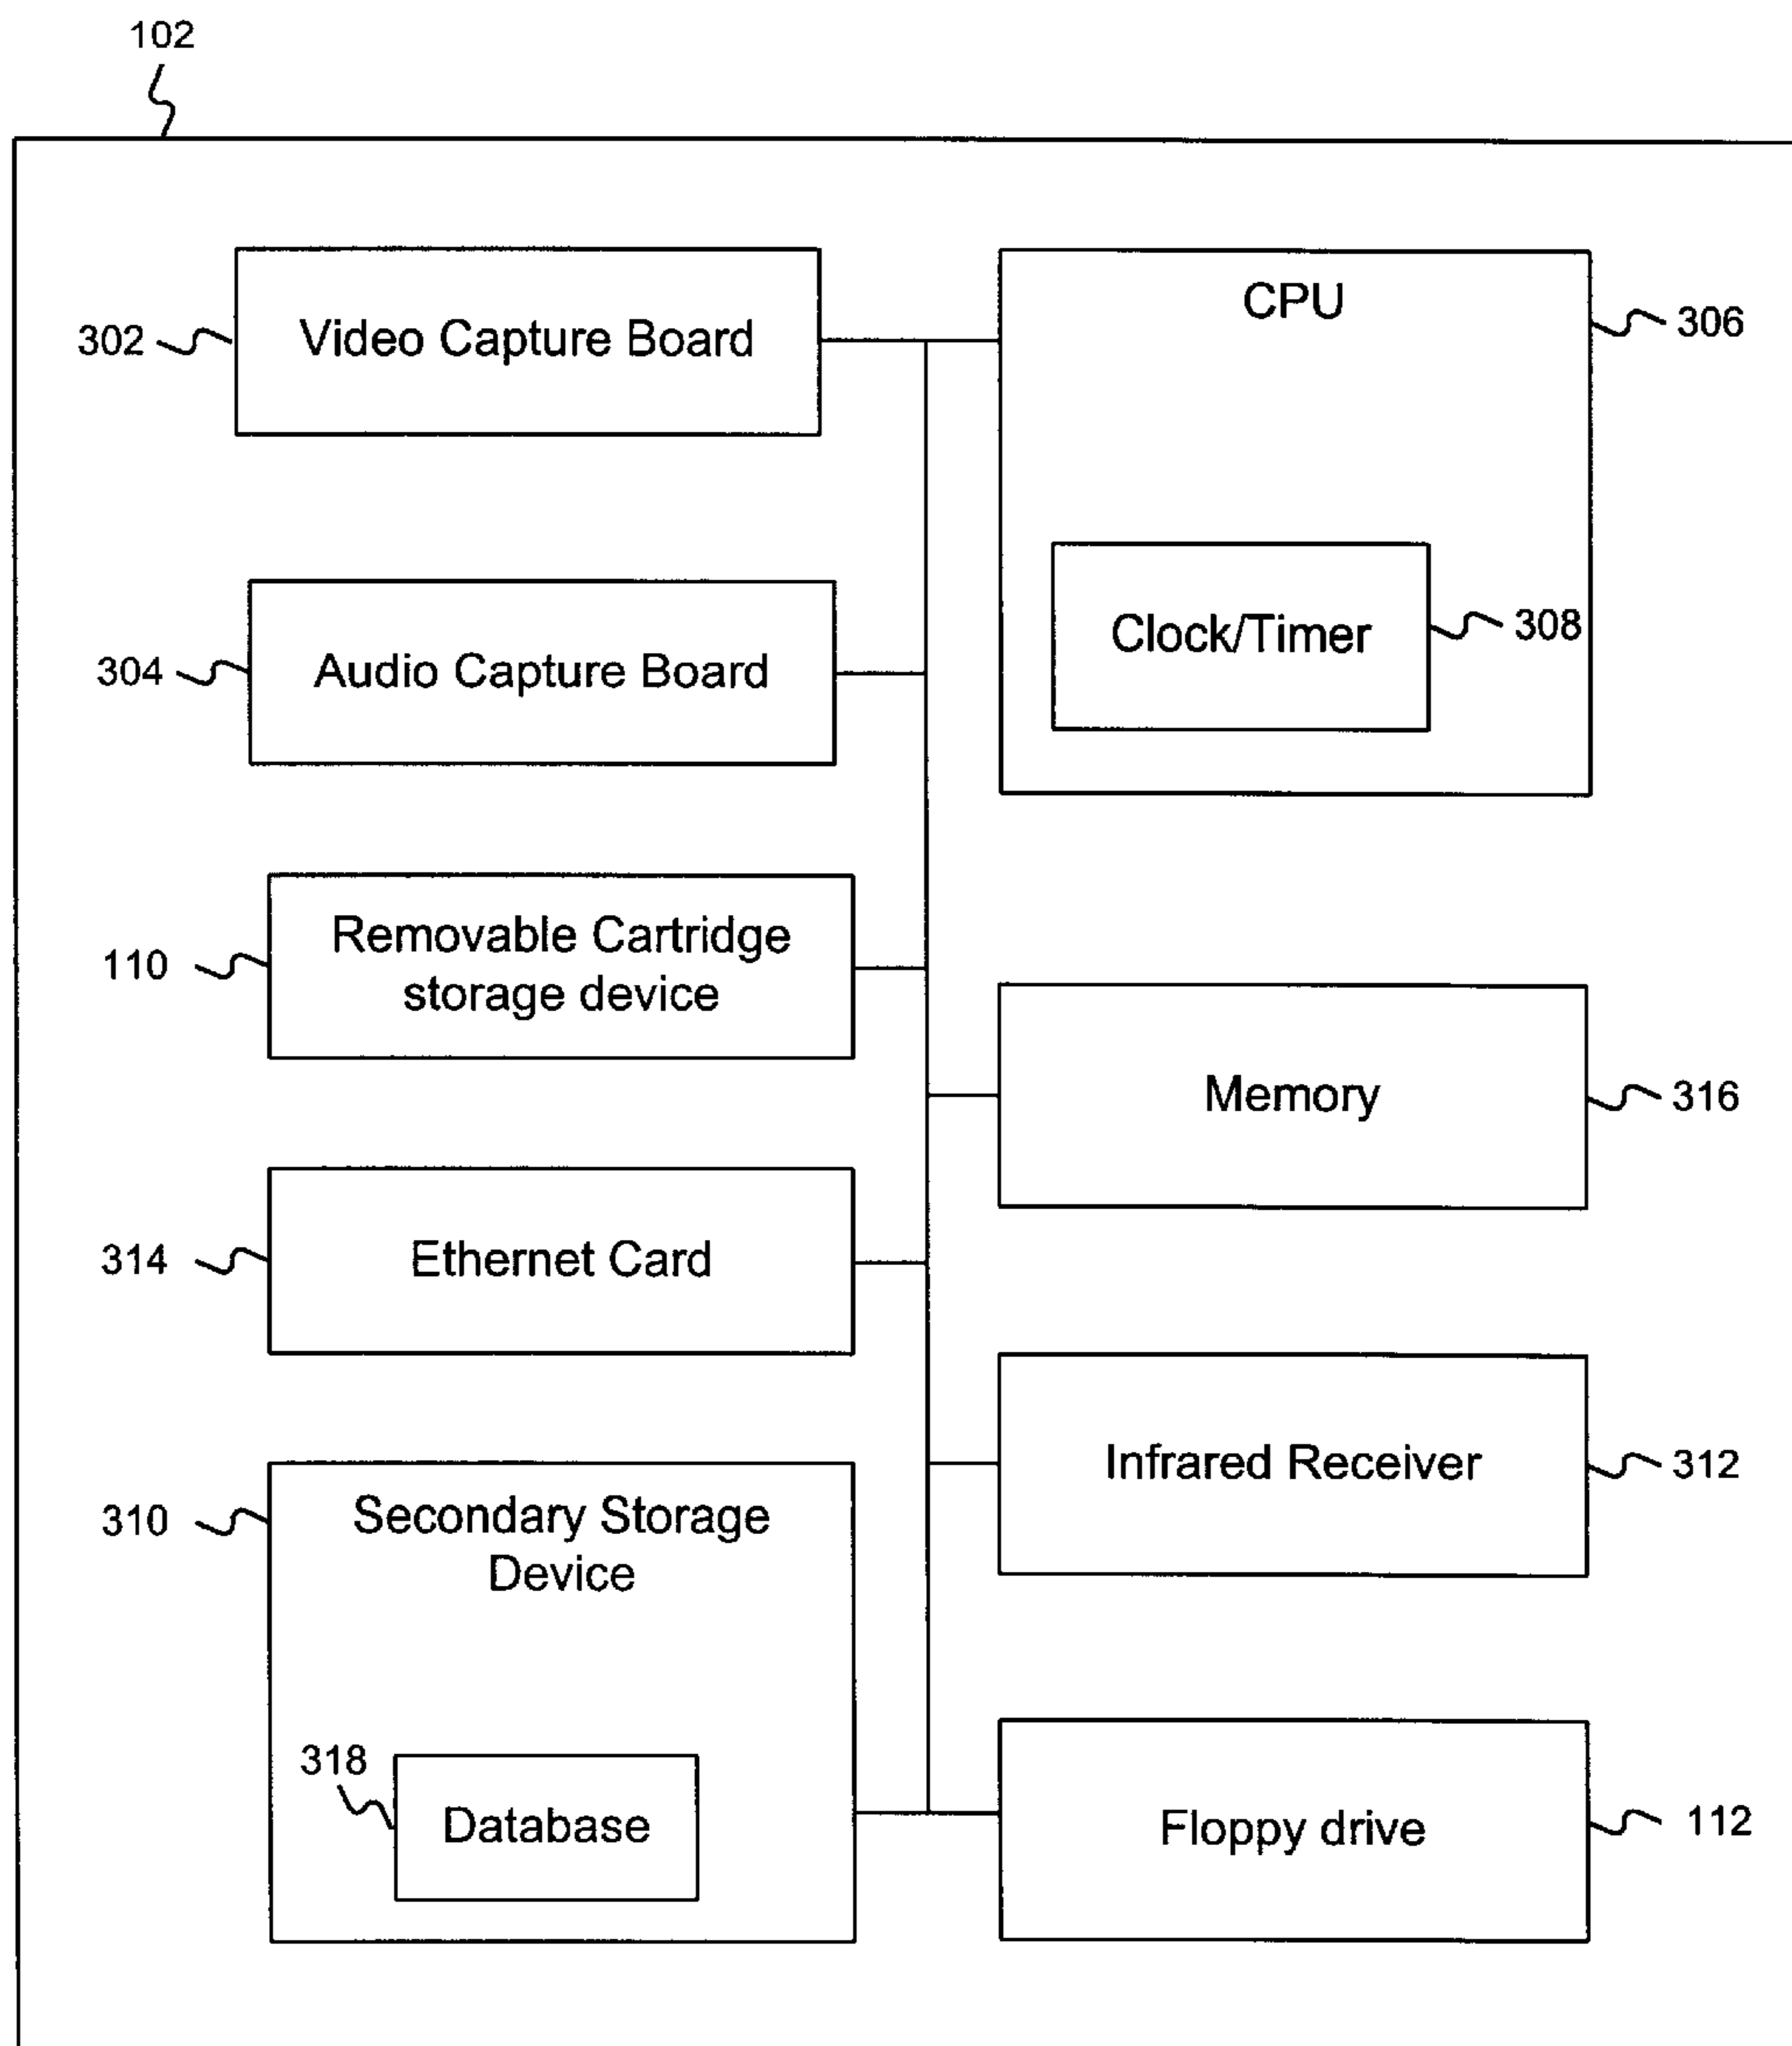 102
302
Video Capture Board
CPU
306
304
Audio Capture Board
Clock/Timer
308
110
Removable Cartridge
storage device
Memory
316
314
Ethernet Card
Infrared Receiver
312
310
Secondary Storage
Device
318
Database
Floppy drive
112